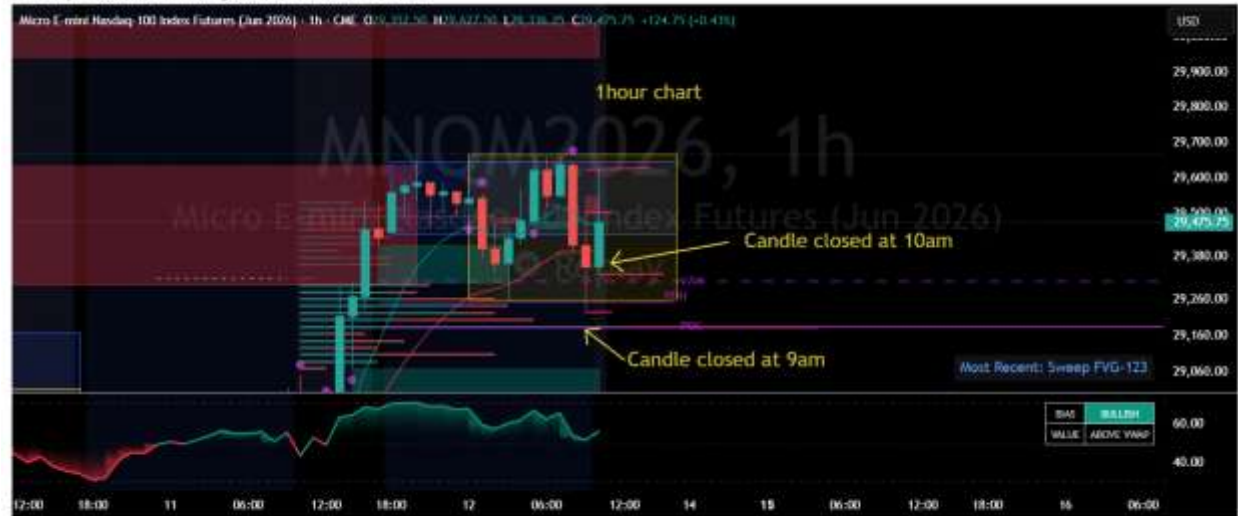 Micro E-mini Nasdaq-100 Index Futures (Jun 2026) · 1h · CME
+124.75 (+0.43%)
USD
29,900.00
1hour chart
29,800.00
MNQM2026, 1h
29,700.00
29,600.00
Micro E-mini Nasdaq-100 Index Futures (Jun 2026)
29,500.00
29,475.75
Candle closed at 10am
29,380.00
29,260.00
29,160.00
Candle closed at 9am
Most Recent: Sweep FVG-123
29,060.00
BIAS BULLISH
VALUE ABOVE VWAP
60.00
40.00
12:00 18:00 11 06:00 12:00 18:00 12 06:00 12:00 14 15 06:00 12:00 18:00 16 06:00